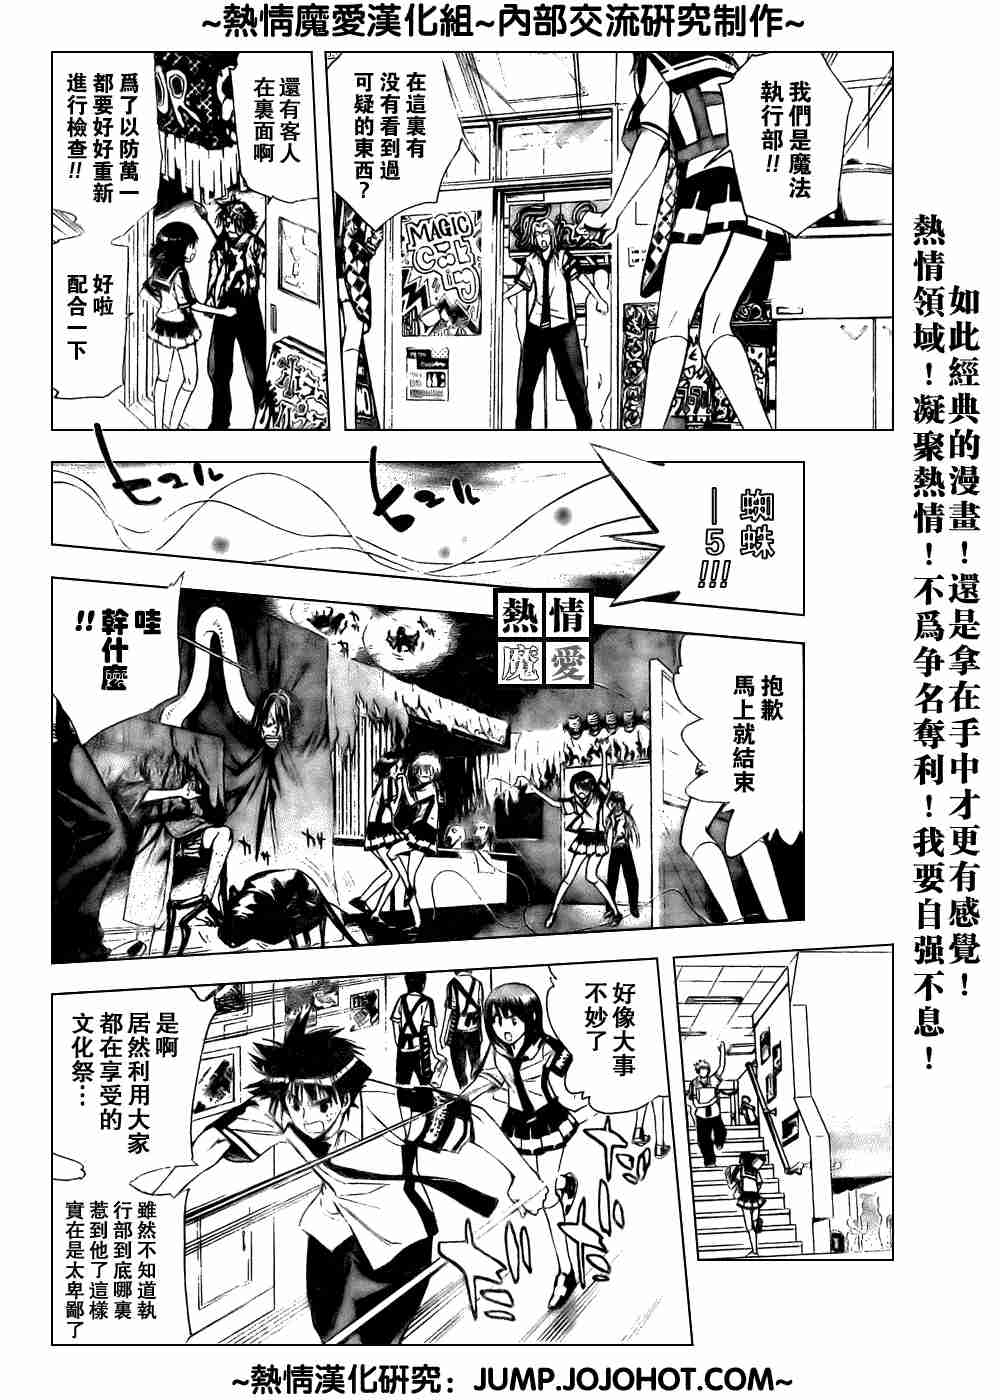 ~熱情魔愛漢化組~內部交流研究制作~
我們是魔法
執行部!!
在這裏有
没有看到過
可疑的東西？
MAGIC
還有客人
在裏面啊
爲了以防萬一
都要好好重新
進行檢查!!
好啦
配合一下
蜘蛛
—5!!!
ヒュル
ヒュル
抱歉
馬上就結束
熱情
魔愛
哇
幹什麼
!!
好像大事
不妙了
是啊
居然利用大家
都在享受的
文化祭…
雖然不知道執
行部到底哪裏
惹到他了這樣
實在是太卑鄙了
如此經典的漫畫！還是拿在手中才更有感覺！
熱情領域！凝聚熱情！不爲争名奪利！我要自强不息！
~熱情漢化研究：JUMP.JOJOHOT.COM~